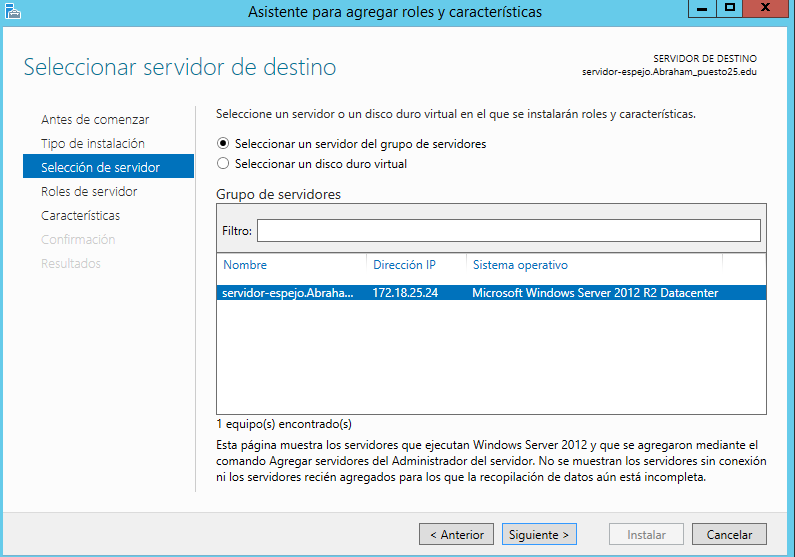 Asistente para agregar roles y características
Seleccionar servidor de destino
SERVIDOR DE DESTINO
servidor-espejo.Abraham_puesto25.edu
Antes de comenzar
Tipo de instalación
Selección de servidor
Roles de servidor
Características
Confirmación
Resultados
Seleccione un servidor o un disco duro virtual en el que se instalarán roles y características.
Seleccionar un servidor del grupo de servidores
Seleccionar un disco duro virtual
Grupo de servidores
Filtro:
Nombre Dirección IP Sistema operativo
servidor-espejo.Abraha... 172.18.25.24 Microsoft Windows Server 2012 R2 Datacenter
1 equipo(s) encontrado(s)
Esta página muestra los servidores que ejecutan Windows Server 2012 y que se agregaron mediante el
comando Agregar servidores del Administrador del servidor. No se muestran los servidores sin conexión
ni los servidores recién agregados para los que la recopilación de datos aún está incompleta.
< Anterior Siguiente > Instalar Cancelar